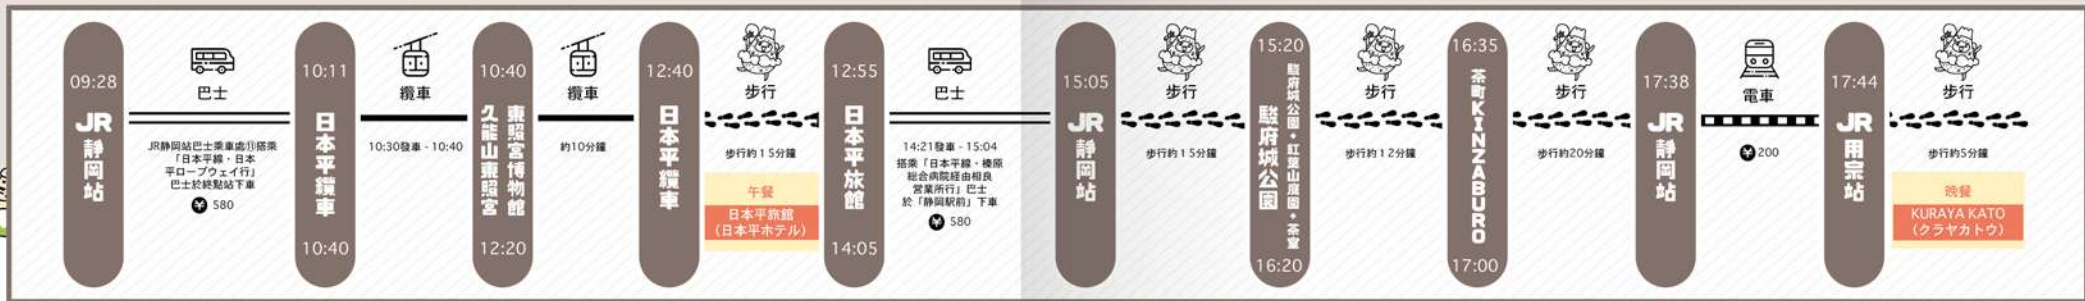 09:28
JR靜岡站
巴士
JR靜岡站巴士乘車處⑪搭乘
「日本平線・日本
平ロープウェイ行」
巴士於終點站下車
¥ 580
10:11
日本平纜車
10:40
纜車
10:30發車 - 10:40
10:40
東照宮博物館
久能山東照宮
12:20
纜車
約10分鐘
12:40
日本平纜車
步行
步行約15分鐘
午餐
日本平旅館
(日本平ホテル)
12:55
日本平旅館
14:05
巴士
14:21發車 - 15:04
搭乘「日本平線・榛原
総合病院経由相良
営業所行」巴士
於「静岡駅前」下車
¥ 580
15:05
JR靜岡站
步行
步行約15分鐘
15:20
駿府城公園・紅葉山庭園・茶室
駿府城公園
16:20
步行
步行約12分鐘
16:35
茶町KINZABURO
17:00
步行
步行約20分鐘
17:38
JR靜岡站
電車
¥200
17:44
JR用宗站
步行
步行約5分鐘
晚餐
KURAYA KATO
(クラヤカトウ)